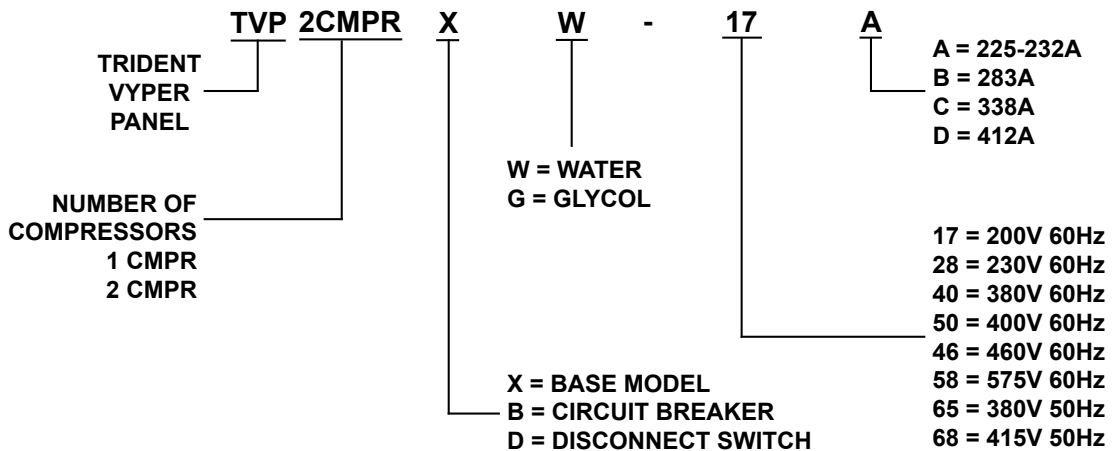 TVP 2CMPR X W - 17 A
TRIDENT
VYPER
PANEL
A = 225-232A
B = 283A
C = 338A
D = 412A
W = WATER
G = GLYCOL
NUMBER OF
COMPRESSORS
1 CMPR
2 CMPR
17 = 200V 60Hz
28 = 230V 60Hz
40 = 380V 60Hz
50 = 400V 60Hz
46 = 460V 60Hz
58 = 575V 60Hz
65 = 380V 50Hz
68 = 415V 50Hz
X = BASE MODEL
B = CIRCUIT BREAKER
D = DISCONNECT SWITCH